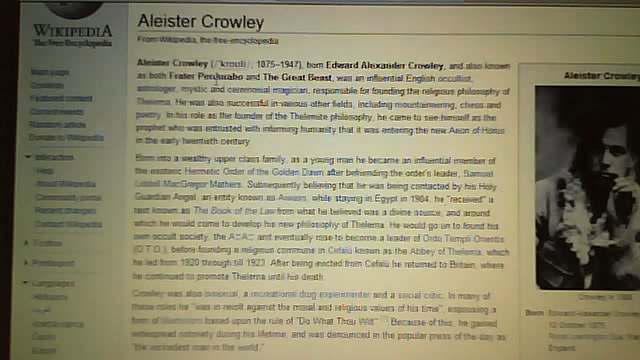 WIKIPEDIA
The Free Encyclopedia
Main page
Contents
Featured content
Current events
Random article
Donate to Wikipedia
Interaction
Help
About Wikipedia
Community portal
Recent changes
Contact Wikipedia
Toolbox
Languages
Aleister Crowley
From Wikipedia, the free encyclopedia
Aleister Crowley 1875–1947), born Edward Alexander Crowley, and also known
as both Frater Perdurabo and The Great Beast, was an influential English occultist,
astrologer, mystic and ceremonial magician, responsible for founding the religious philosophy of
Thelema. He was also successful in various other fields, including mountaineering, chess and
poetry. In his role as the founder of the Thelemite philosophy, he came to see himself as the
prophet who was entrusted with informing humanity that it was entering the new Aeon of Horus
in the early twentieth century.
Born into a wealthy upper class family, as a young man he became an influential member of
the esoteric Hermetic Order of the Golden Dawn after befriending the order's leader, Samuel
Liddell MacGregor Mathers. Subsequently believing that he was being contacted by his Holy
Guardian Angel, an entity known as Aiwass, while staying in Egypt in 1904, he "received" a
text known as The Book of the Law from what he believed was a divine source, and around
which he would come to develop his new philosophy of Thelema. He would go on to found his
own occult society, the A∴A∴ and eventually rose to become a leader of Ordo Templi Orientis
(O.T.O.), before founding a religious commune in Cefalù known as the Abbey of Thelema, which
he led from 1920 through till 1923. After being evicted from Cefalù he returned to Britain, where
he continued to promote Thelema until his death.
Crowley was also bisexual, a recreational drug experimenter and a social critic. In many of
these roles he "was in revolt against the moral and religious values of his time", espousing a
form of libertinism based upon the rule of "Do What Thou Wilt".[1] Because of this, he gained
widespread notoriety during his lifetime, and was denounced in the popular press of the day as
"the wickedest man in the world."
Aleister Crowle
Crowley in
Born Edward Alexander
12 October 1875
England